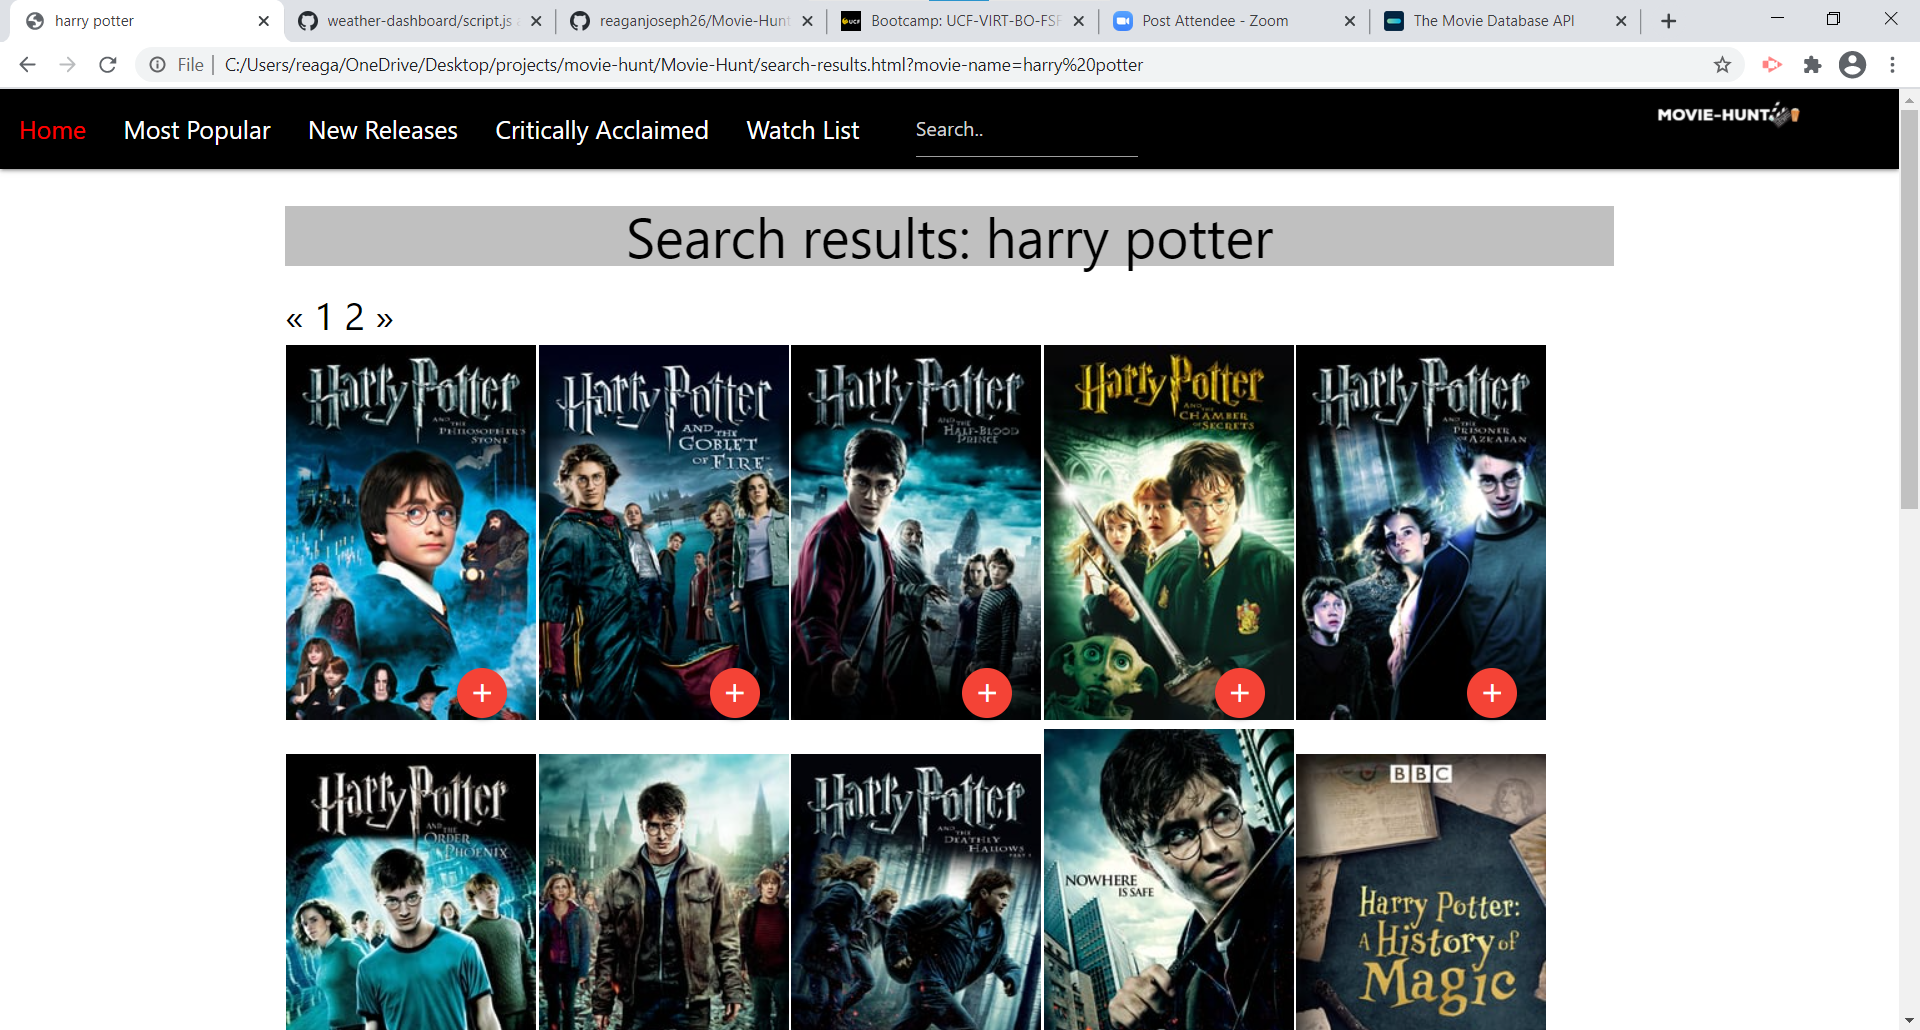 harry potter
weather-dashboard/script.js a
reaganjoseph26/Movie-Hunt
UCF
Bootcamp: UCF-VIRT-BO-FSF
Post Attendee - Zoom
The Movie Database API
File
C:/Users/reaga/OneDrive/Desktop/projects/movie-hunt/Movie-Hunt/search-results.html?movie-name=harry%20potter
Home
Most Popular
New Releases
Critically Acclaimed
Watch List
Search..
MOVIE-HUNT
Search results: harry potter
« 1 2 »
Harry Potter
AND THE
PHILOSOPHER'S
STONE
Harry Potter
AND THE
GOBLET
OF FIRE
Harry Potter
AND THE
HALF-BLOOD
PRINCE
Harry Potter
AND THE
CHAMBER
OF SECRETS
Harry Potter
AND THE
PRISONER
OF AZKABAN
+
+
+
+
+
Harry Potter
AND THE
ORDER
OF THE
PHOENIX
Harry Potter
AND THE
DEATHLY
HALLOWS
PART 1
NOWHERE
IS SAFE
BBC
Harry Potter:
A History of
Magic